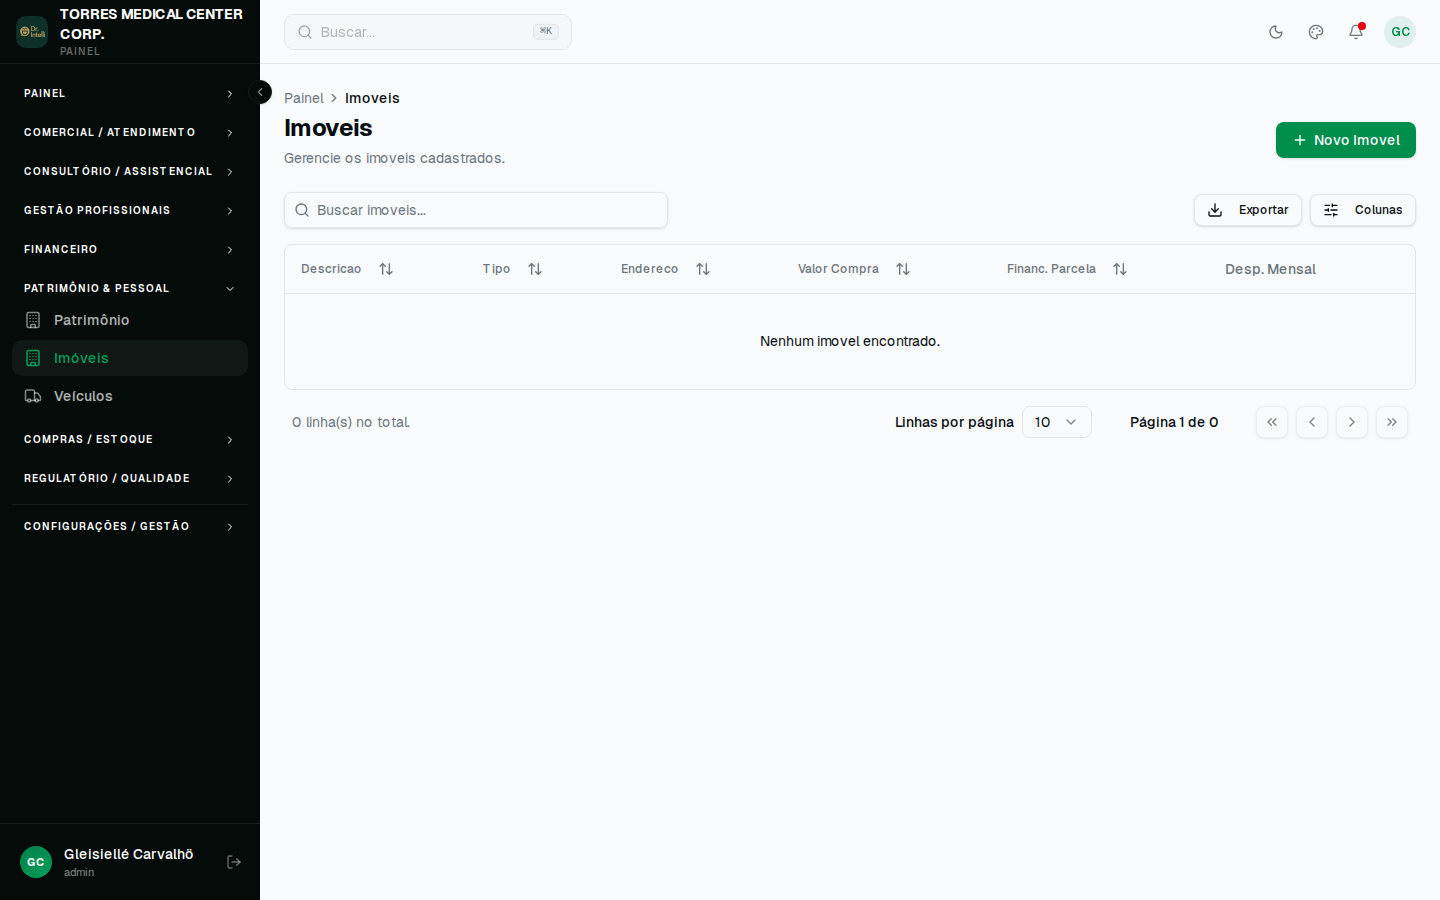 TORRES MEDICAL CENTER
CORP.
PAINEL
PAINEL
COMERCIAL / ATENDIMENTO
CONSULTÓRIO / ASSISTENCIAL
GESTÃO PROFISSIONAIS
FINANCEIRO
PATRIMÔNIO & PESSOAL
Patrimônio
Imóveis
Veículos
COMPRAS / ESTOQUE
REGULATÓRIO / QUALIDADE
CONFIGURAÇÕES / GESTÃO
GC
Gleisiellé Carvalhö
admin
Buscar... ⌘K
GC
Painel > Imoveis
Imoveis
Gerencie os imoveis cadastrados.
+ Novo Imovel
Buscar imoveis...
Exportar Colunas
Descricao Tipo Endereco Valor Compra Financ. Parcela Desp. Mensal
Nenhum imovel encontrado.
0 linha(s) no total.
Linhas por página 10 Página 1 de 0